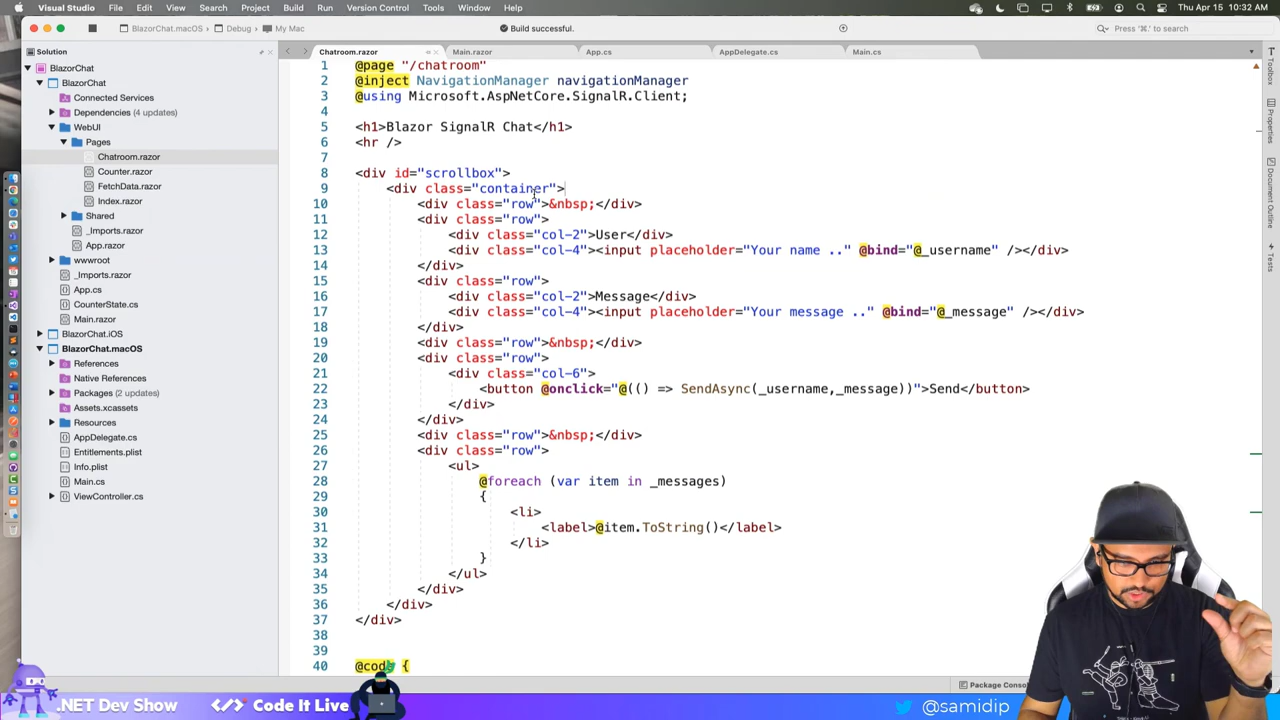 Visual Studio File Edit View Search Project Build Run Version Control Tools Window Help Thu Apr 15 10:32 AM
BlazorChat.macOS › Debug › My Mac Build successful. Press '⌘.' to search
Solution
BlazorChat
BlazorChat
Connected Services
Dependencies (4 updates)
WebUI
Pages
Chatroom.razor
Counter.razor
FetchData.razor
Index.razor
Shared
_Imports.razor
App.razor
wwwroot
_Imports.razor
App.cs
CounterState.cs
Main.razor
BlazorChat.iOS
BlazorChat.macOS
References
Native References
Packages (2 updates)
Assets.xcassets
Resources
AppDelegate.cs
Entitlements.plist
Info.plist
Main.cs
ViewController.cs
Chatroom.razor Main.razor App.cs AppDelegate.cs Main.cs
1 @page "/chatroom"
2 @inject NavigationManager navigationManager
3 @using Microsoft.AspNetCore.SignalR.Client;
4
5 <h1>Blazor SignalR Chat</h1>
6 <hr />
7
8 <div id="scrollbox">
9 <div class="container">
10 <div class="row">&nbsp;</div>
11 <div class="row">
12 <div class="col-2">User</div>
13 <div class="col-4"><input placeholder="Your name .." @bind="@_username" /></div>
14 </div>
15 <div class="row">
16 <div class="col-2">Message</div>
17 <div class="col-4"><input placeholder="Your message .." @bind="@_message" /></div>
18 </div>
19 <div class="row">&nbsp;</div>
20 <div class="row">
21 <div class="col-6">
22 <button @onclick="@(() => SendAsync(_username,_message))">Send</button>
23 </div>
24 </div>
25 <div class="row">&nbsp;</div>
26 <div class="row">
27 <ul>
28 @foreach (var item in _messages)
29 {
30 <li>
31 <label>@item.ToString()</label>
32 </li>
33 }
34 </ul>
35 </div>
36 </div>
37 </div>
38
39
40 @code {
Toolbox
Properties
Document Outline
Tests
Package Conso
.NET Dev Show </> Code It Live @samidip